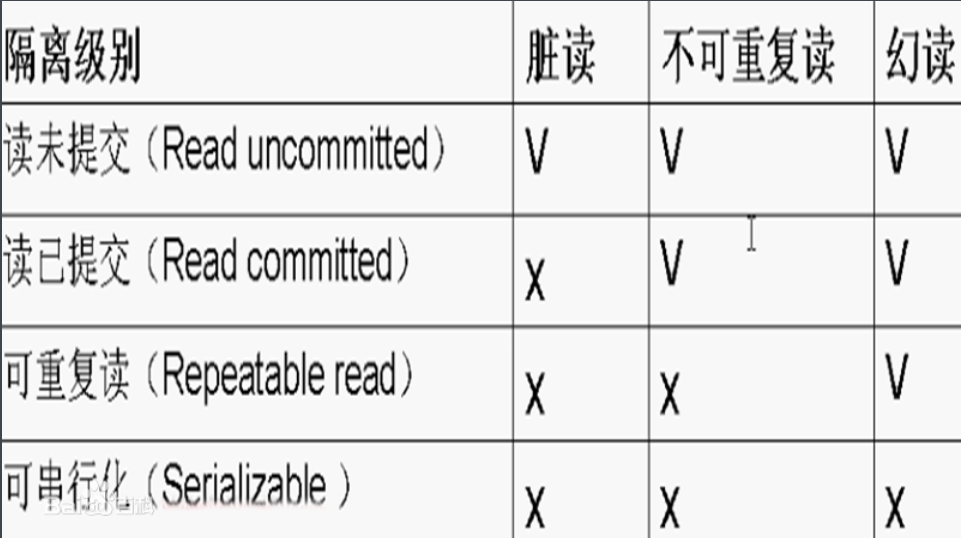 隔离级别 脏读 不可重复读 幻读
读未提交（Read uncommitted） V V V
读已提交（Read committed） x V V
可重复读（Repeatable read） x x V
可串行化（Serializable ） x x x
Baidu百科